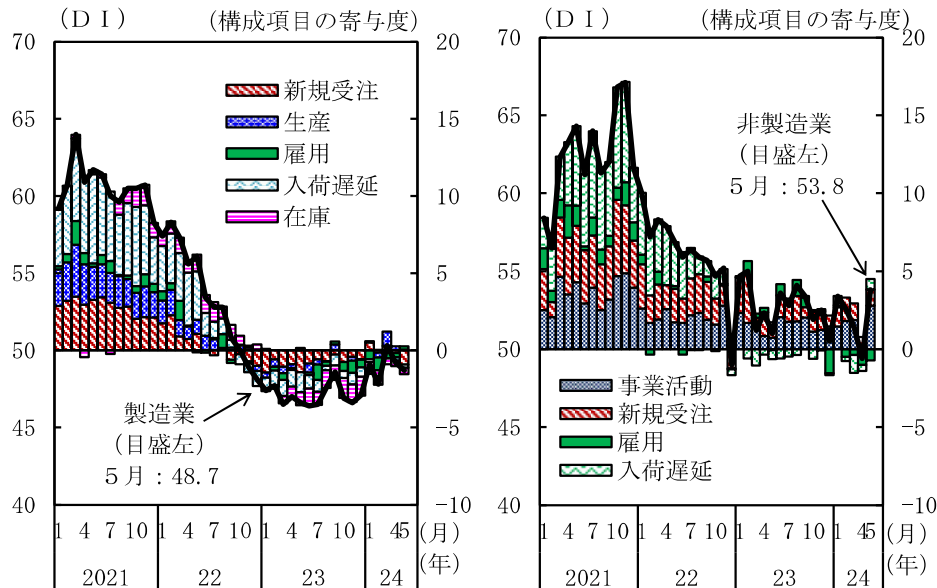 (ＤＩ)
(構成項目の寄与度)
70
65
60
55
50
45
40
20
15
10
5
0
-5
-10
新規受注
生産
雇用
入荷遅延
在庫
製造業
(目盛左)
５月：48.7
1 4 7 10 1 4 7 10 1 4 7 10 1 45 (月)
(年)
2021 22 23 24
(ＤＩ)
(構成項目の寄与度)
70
65
60
55
50
45
40
20
15
10
5
0
-5
-10
非製造業
(目盛左)
５月：53.8
事業活動
新規受注
雇用
入荷遅延
1 4 7 10 1 4 7 10 1 4 7 10 1 45 (月)
(年)
2021 22 23 24